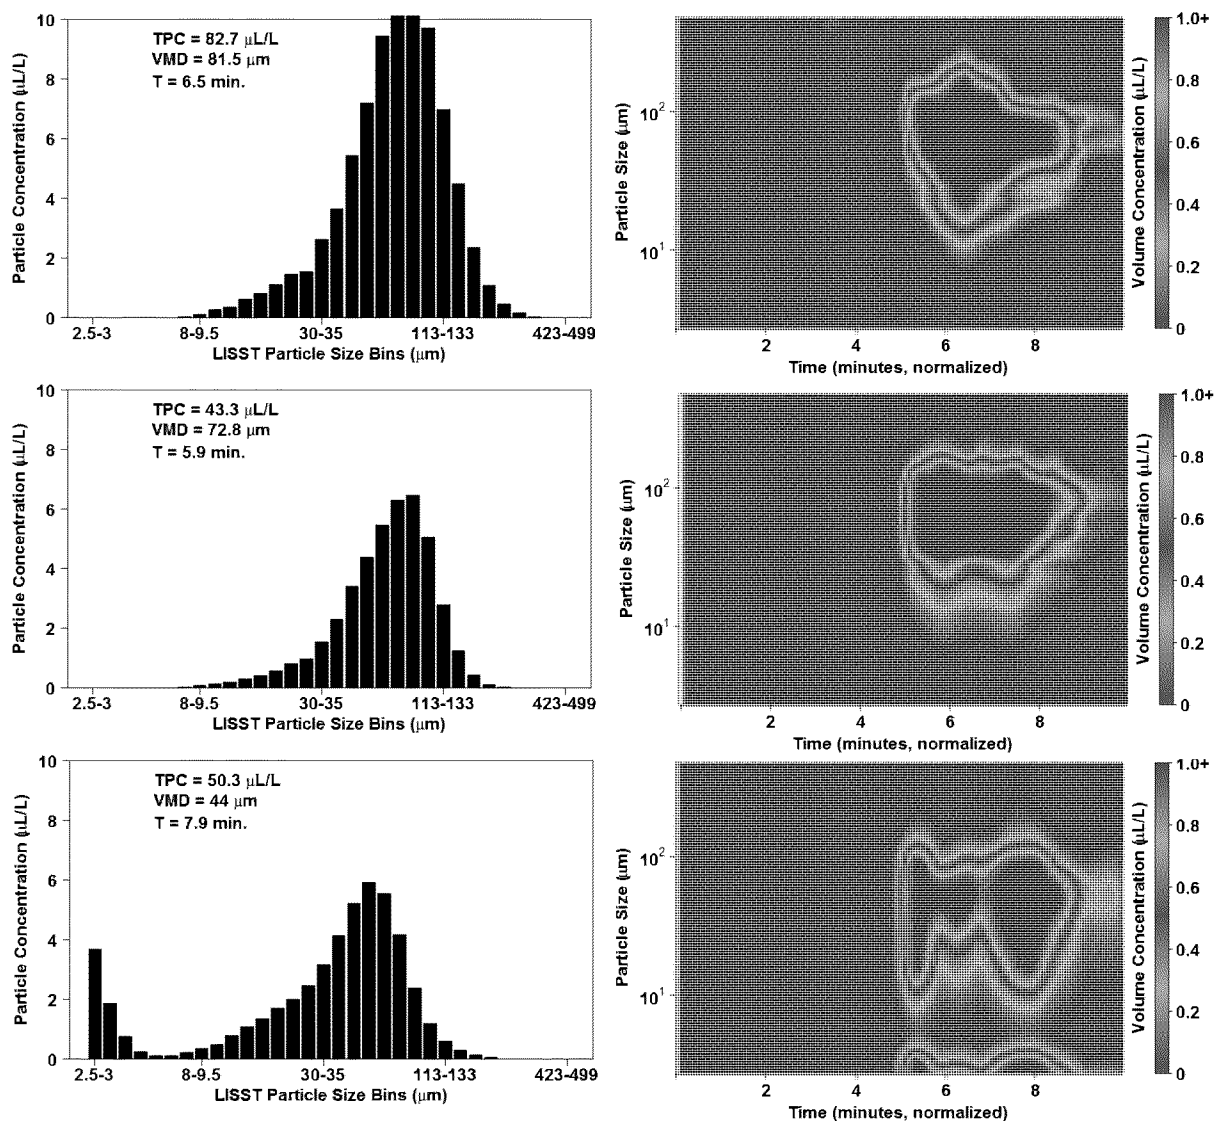 TPC = 82.7 μL/L
VMD = 81.5 μm
T = 6.5 min.
Particle Concentration (μL/L)
10
8
6
4
2
0
2.5-3 8-9.5 30-35 113-133 423-499
LISST Particle Size Bins (μm)
Particle Size (μm)
10²
10¹
2 4 6 8
Time (minutes, normalized)
Volume Concentration (μL/L)
1.0+
0.8
0.6
0.4
0.2
0
TPC = 43.3 μL/L
VMD = 72.8 μm
T = 5.9 min.
Particle Concentration (μL/L)
10
8
6
4
2
0
2.5-3 8-9.5 30-35 113-133 423-499
LISST Particle Size Bins (μm)
Particle Size (μm)
10²
10¹
2 4 6 8
Time (minutes, normalized)
Volume Concentration (μL/L)
1.0+
0.8
0.6
0.4
0.2
0
TPC = 50.3 μL/L
VMD = 44 μm
T = 7.9 min.
Particle Concentration (μL/L)
10
8
6
4
2
0
2.5-3 8-9.5 30-35 113-133 423-499
LISST Particle Size Bins (μm)
Particle Size (μm)
10²
10¹
2 4 6 8
Time (minutes, normalized)
Volume Concentration (μL/L)
1.0+
0.8
0.6
0.4
0.2
0